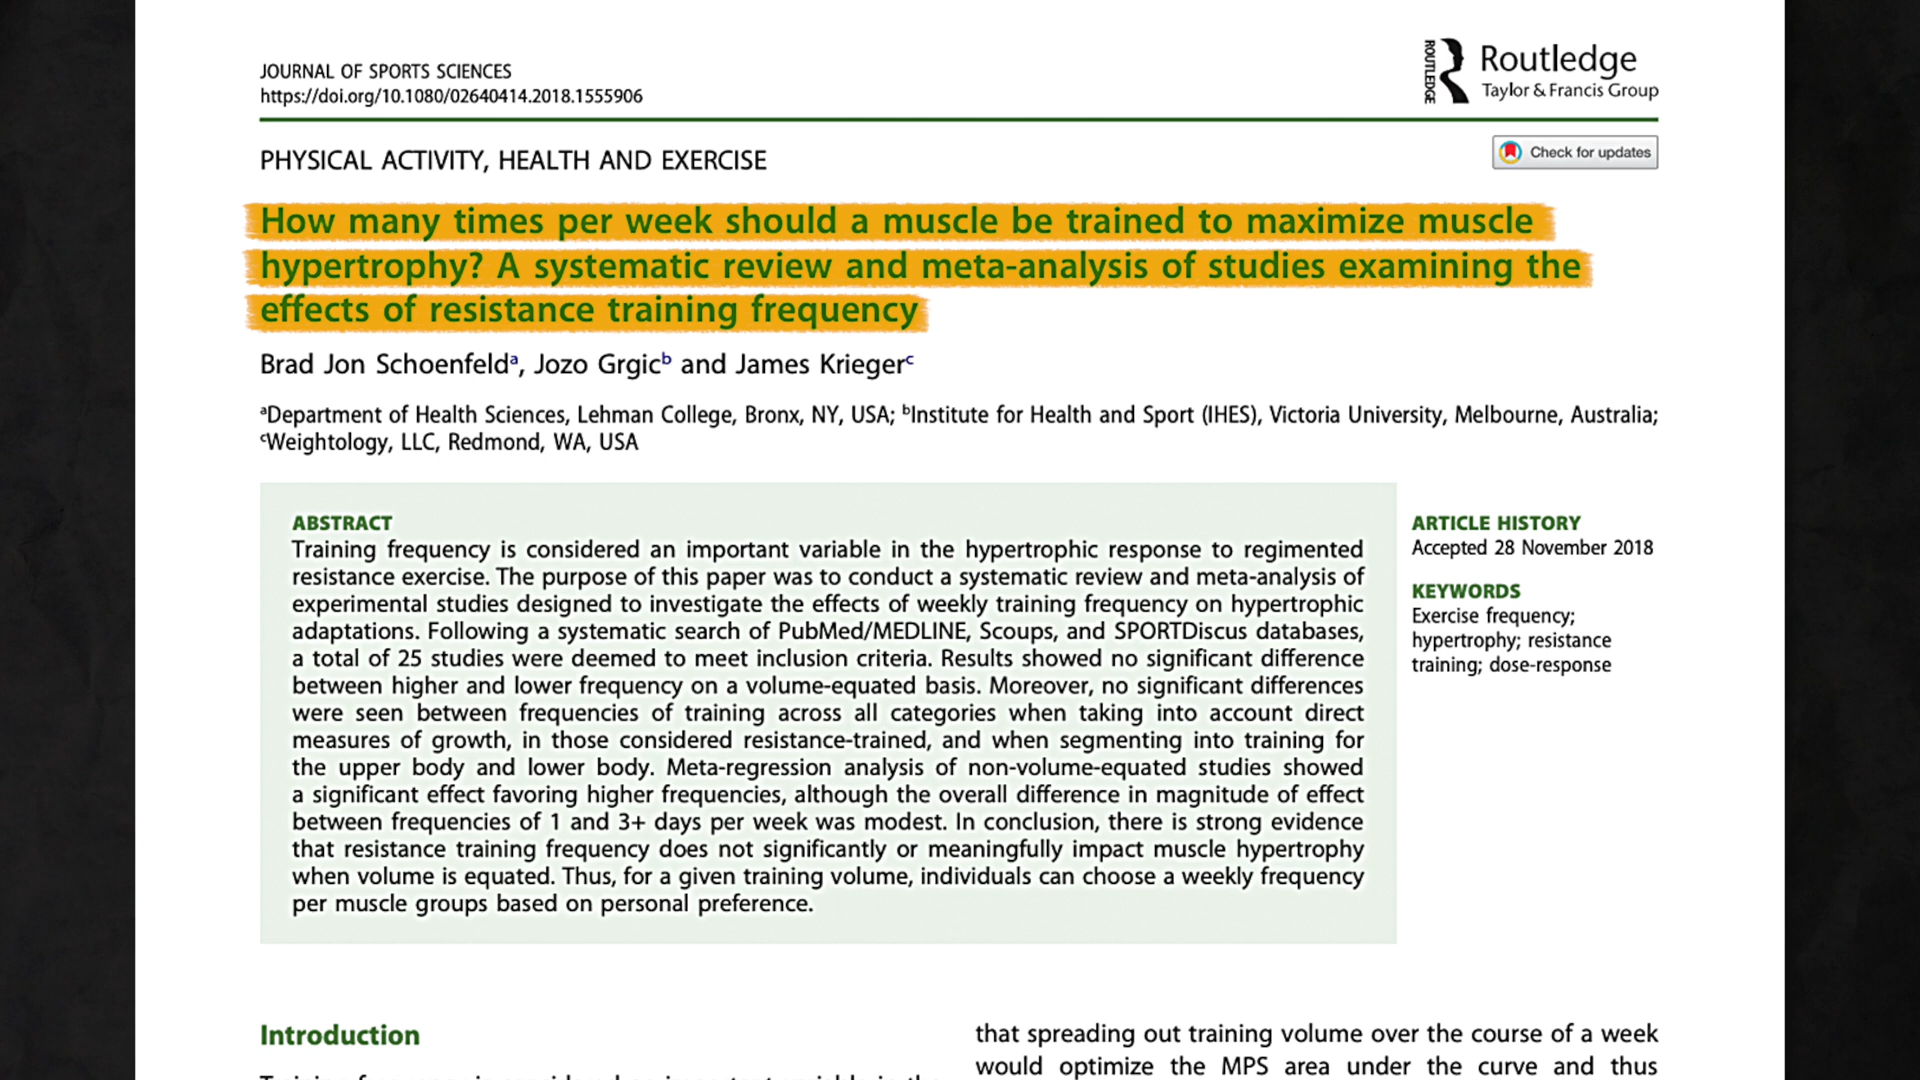 JOURNAL OF SPORTS SCIENCES
https://doi.org/10.1080/02640414.2018.1555906
ROUTLEDGE
Routledge
Taylor & Francis Group
PHYSICAL ACTIVITY, HEALTH AND EXERCISE
Check for updates
How many times per week should a muscle be trained to maximize muscle
hypertrophy? A systematic review and meta-analysis of studies examining the
effects of resistance training frequency
Brad Jon Schoenfeldᵃ, Jozo Grgicᵇ and James Kriegerᶜ
ᵃDepartment of Health Sciences, Lehman College, Bronx, NY, USA; ᵇInstitute for Health and Sport (IHES), Victoria University, Melbourne, Australia;
ᶜWeightology, LLC, Redmond, WA, USA
ABSTRACT
Training frequency is considered an important variable in the hypertrophic response to regimented
resistance exercise. The purpose of this paper was to conduct a systematic review and meta-analysis of
experimental studies designed to investigate the effects of weekly training frequency on hypertrophic
adaptations. Following a systematic search of PubMed/MEDLINE, Scoups, and SPORTDiscus databases,
a total of 25 studies were deemed to meet inclusion criteria. Results showed no significant difference
between higher and lower frequency on a volume-equated basis. Moreover, no significant differences
were seen between frequencies of training across all categories when taking into account direct
measures of growth, in those considered resistance-trained, and when segmenting into training for
the upper body and lower body. Meta-regression analysis of non-volume-equated studies showed
a significant effect favoring higher frequencies, although the overall difference in magnitude of effect
between frequencies of 1 and 3+ days per week was modest. In conclusion, there is strong evidence
that resistance training frequency does not significantly or meaningfully impact muscle hypertrophy
when volume is equated. Thus, for a given training volume, individuals can choose a weekly frequency
per muscle groups based on personal preference.
ARTICLE HISTORY
Accepted 28 November 2018
KEYWORDS
Exercise frequency;
hypertrophy; resistance
training; dose-response
Introduction
that spreading out training volume over the course of a week
would optimize the MPS area under the curve and thus